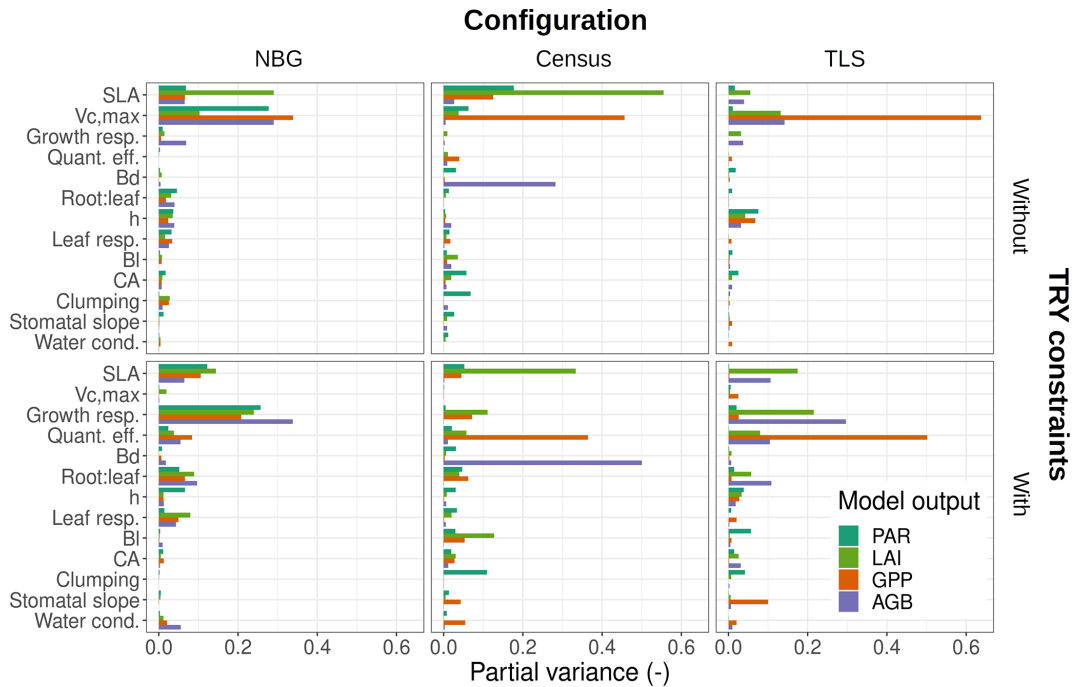 Configuration
NBG Census TLS
SLA
Vc,max
Growth resp.
Quant. eff.
Bd
Root:leaf
h
Leaf resp.
Bl
CA
Clumping
Stomatal slope
Water cond.
Without
SLA
Vc,max
Growth resp.
Quant. eff.
Bd
Root:leaf
h
Leaf resp.
Bl
CA
Clumping
Stomatal slope
Water cond.
With
TRY constraints
Model output
PAR
LAI
GPP
AGB
0.0 0.2 0.4 0.6 0.0 0.2 0.4 0.6 0.0 0.2 0.4 0.6
Partial variance (-)